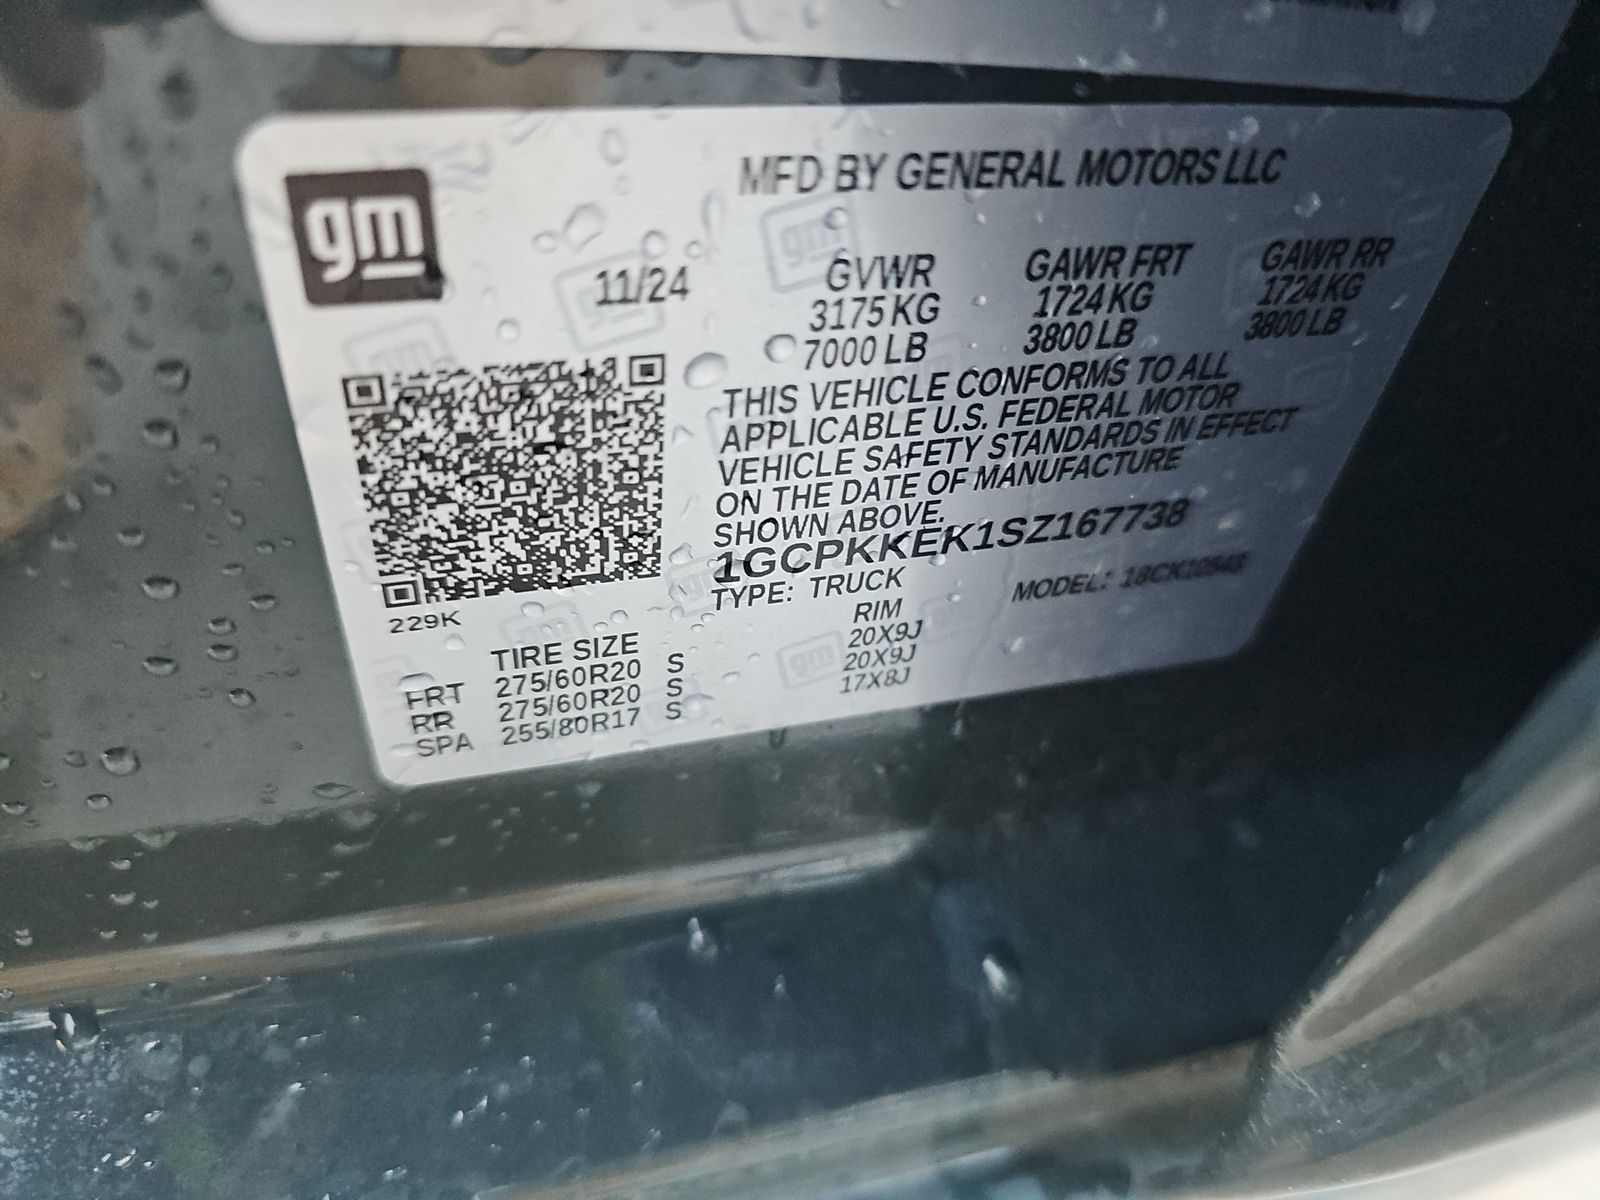 gm
MFD BY GENERAL MOTORS LLC
11/24
GVWR GAWR FRT GAWR RR
3175 KG 1724 KG 1724 KG
7000 LB 3800 LB 3800 LB
THIS VEHICLE CONFORMS TO ALL
APPLICABLE U.S. FEDERAL MOTOR
VEHICLE SAFETY STANDARDS IN EFFECT
ON THE DATE OF MANUFACTURE
SHOWN ABOVE.
1GCPKKEK1SZ167738
TYPE: TRUCK MODEL: 18CK10543
229K
TIRE SIZE RIM
FRT 275/60R20 S 20X9J
RR 275/60R20 S 20X9J
SPA 255/80R17 S 17X8J